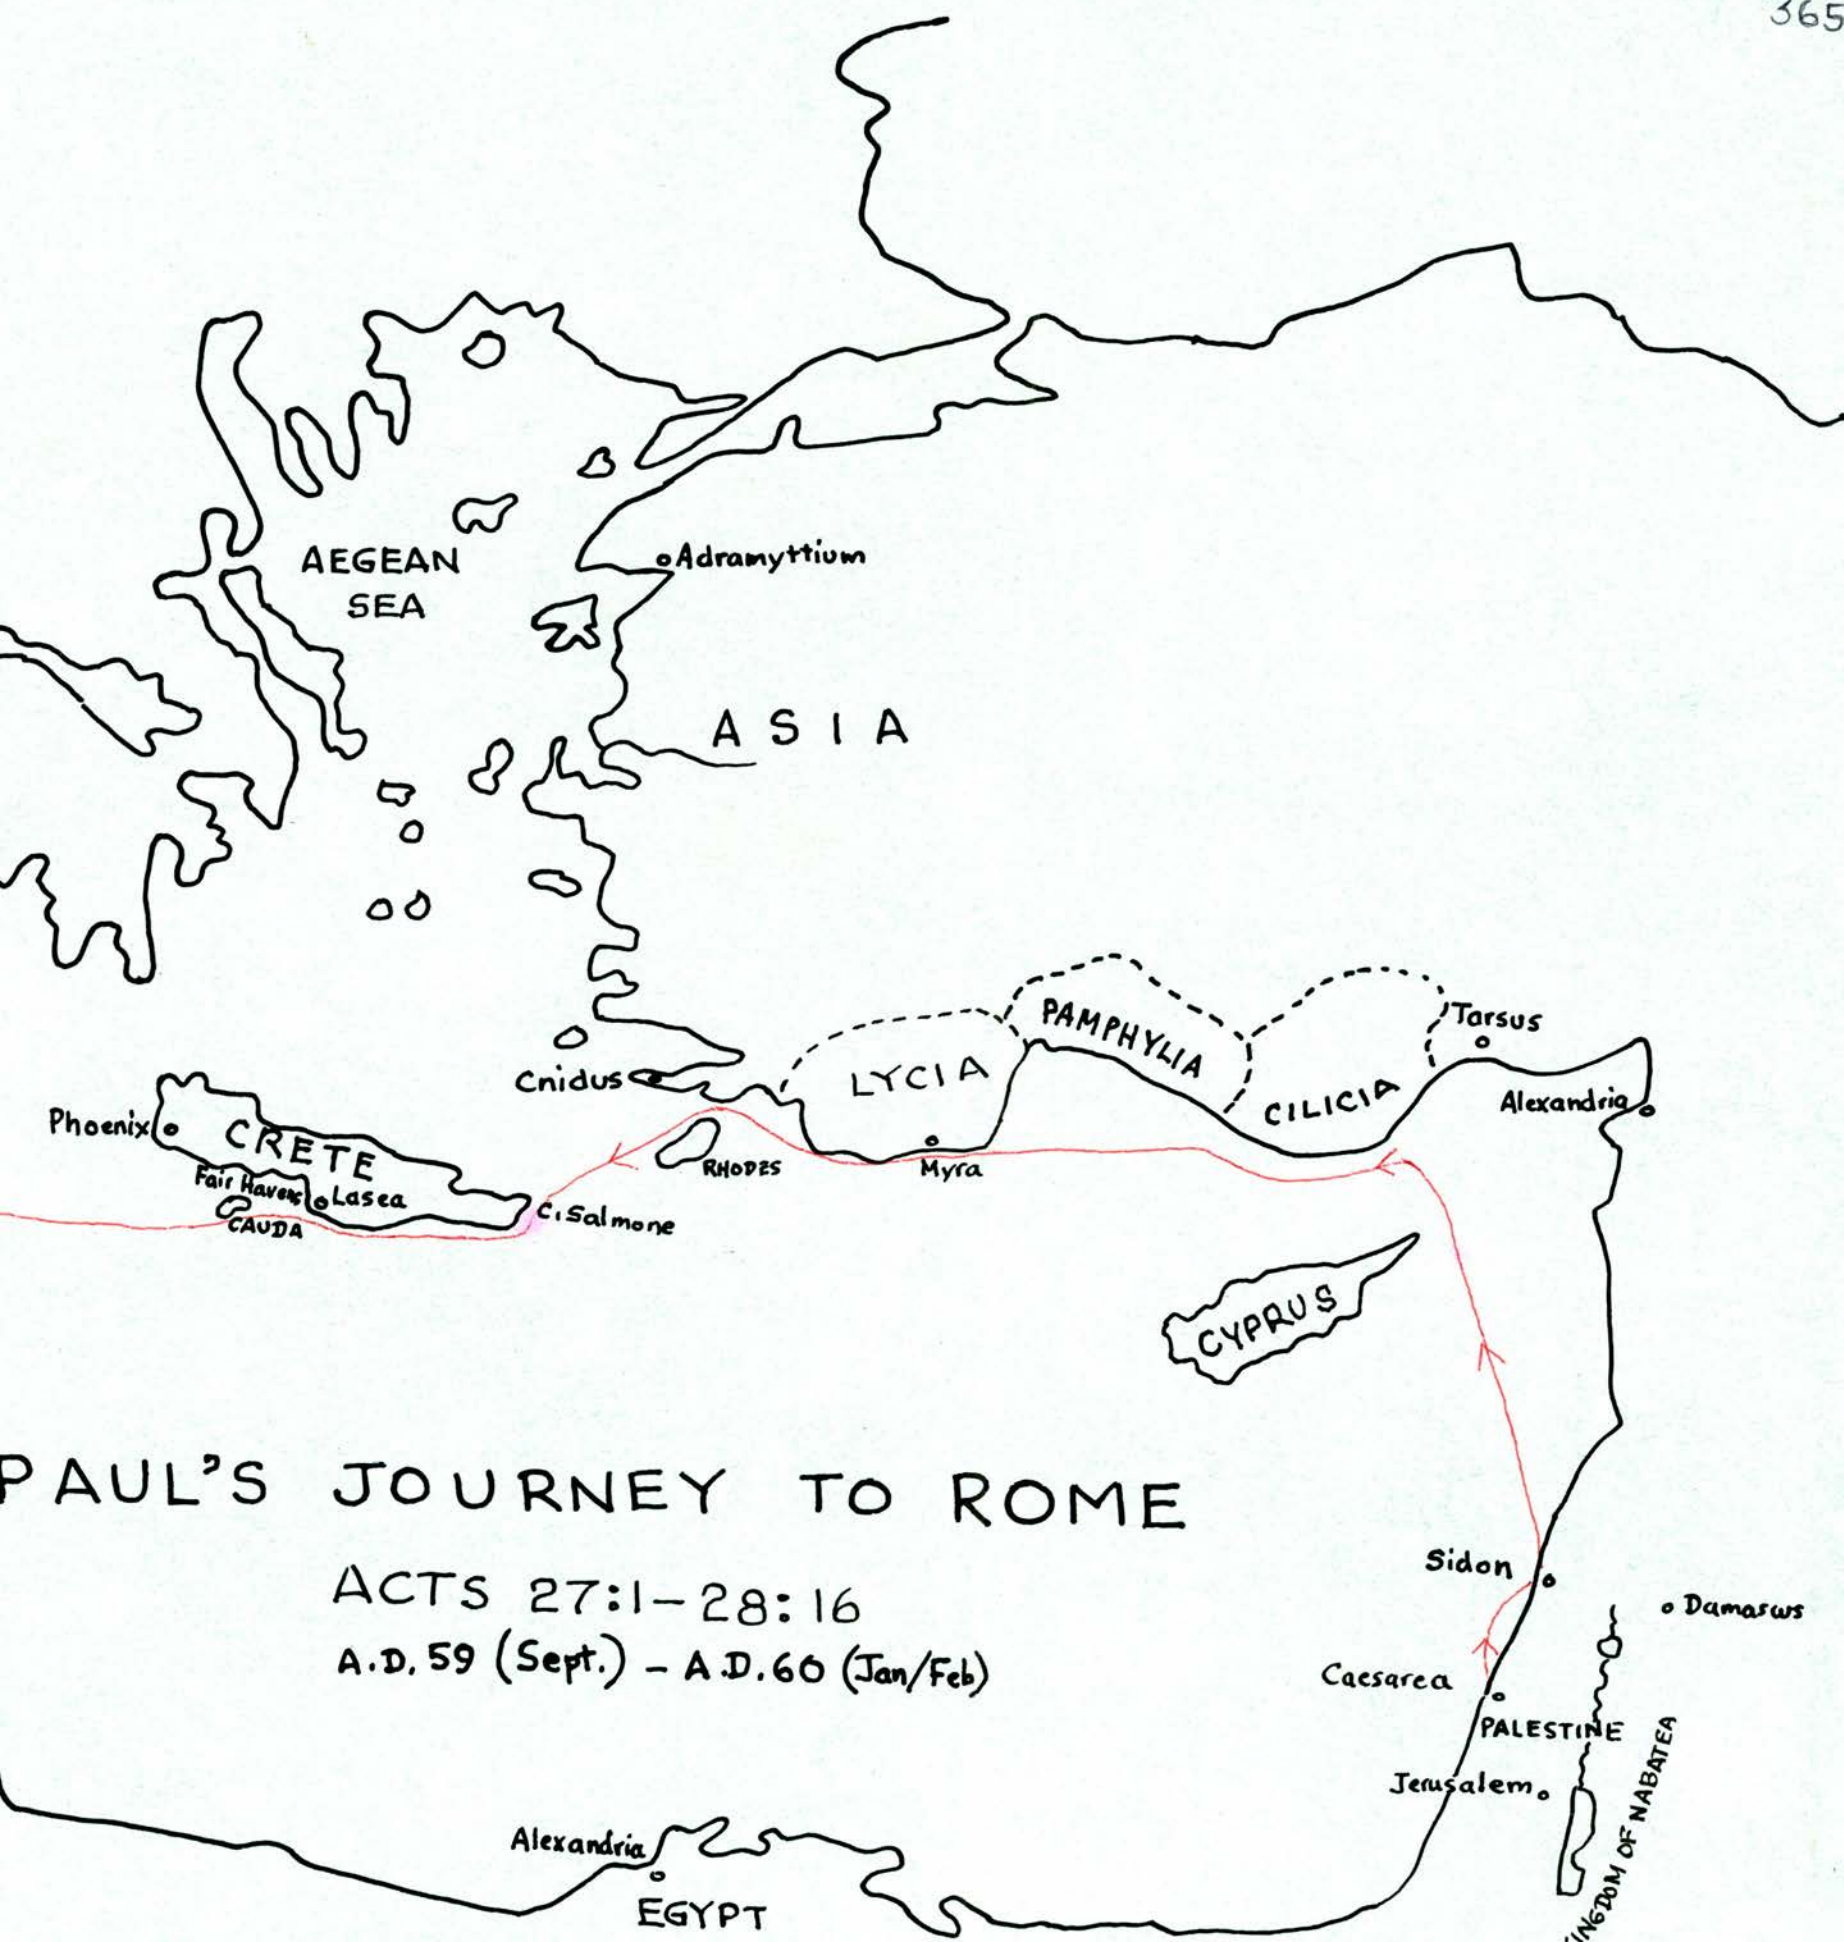 365
AEGEAN
SEA
Adramyttium
ASIA
Tarsus
PAMPHYLIA
LYCIA
Cnidus
CILICIA
Alexandria
Phoenix
CRETE
RHODES
Myra
Fair Havens
Lasea
CAUDA
C. Salmone
CYPRUS
PAUL'S JOURNEY TO ROME
ACTS 27:1-28:16
A.D. 59 (Sept.) - A.D. 60 (Jan/Feb)
Sidon
Damascus
Caesarea
PALESTINE
Jerusalem
KINGDOM OF NABATEA
Alexandria
EGYPT